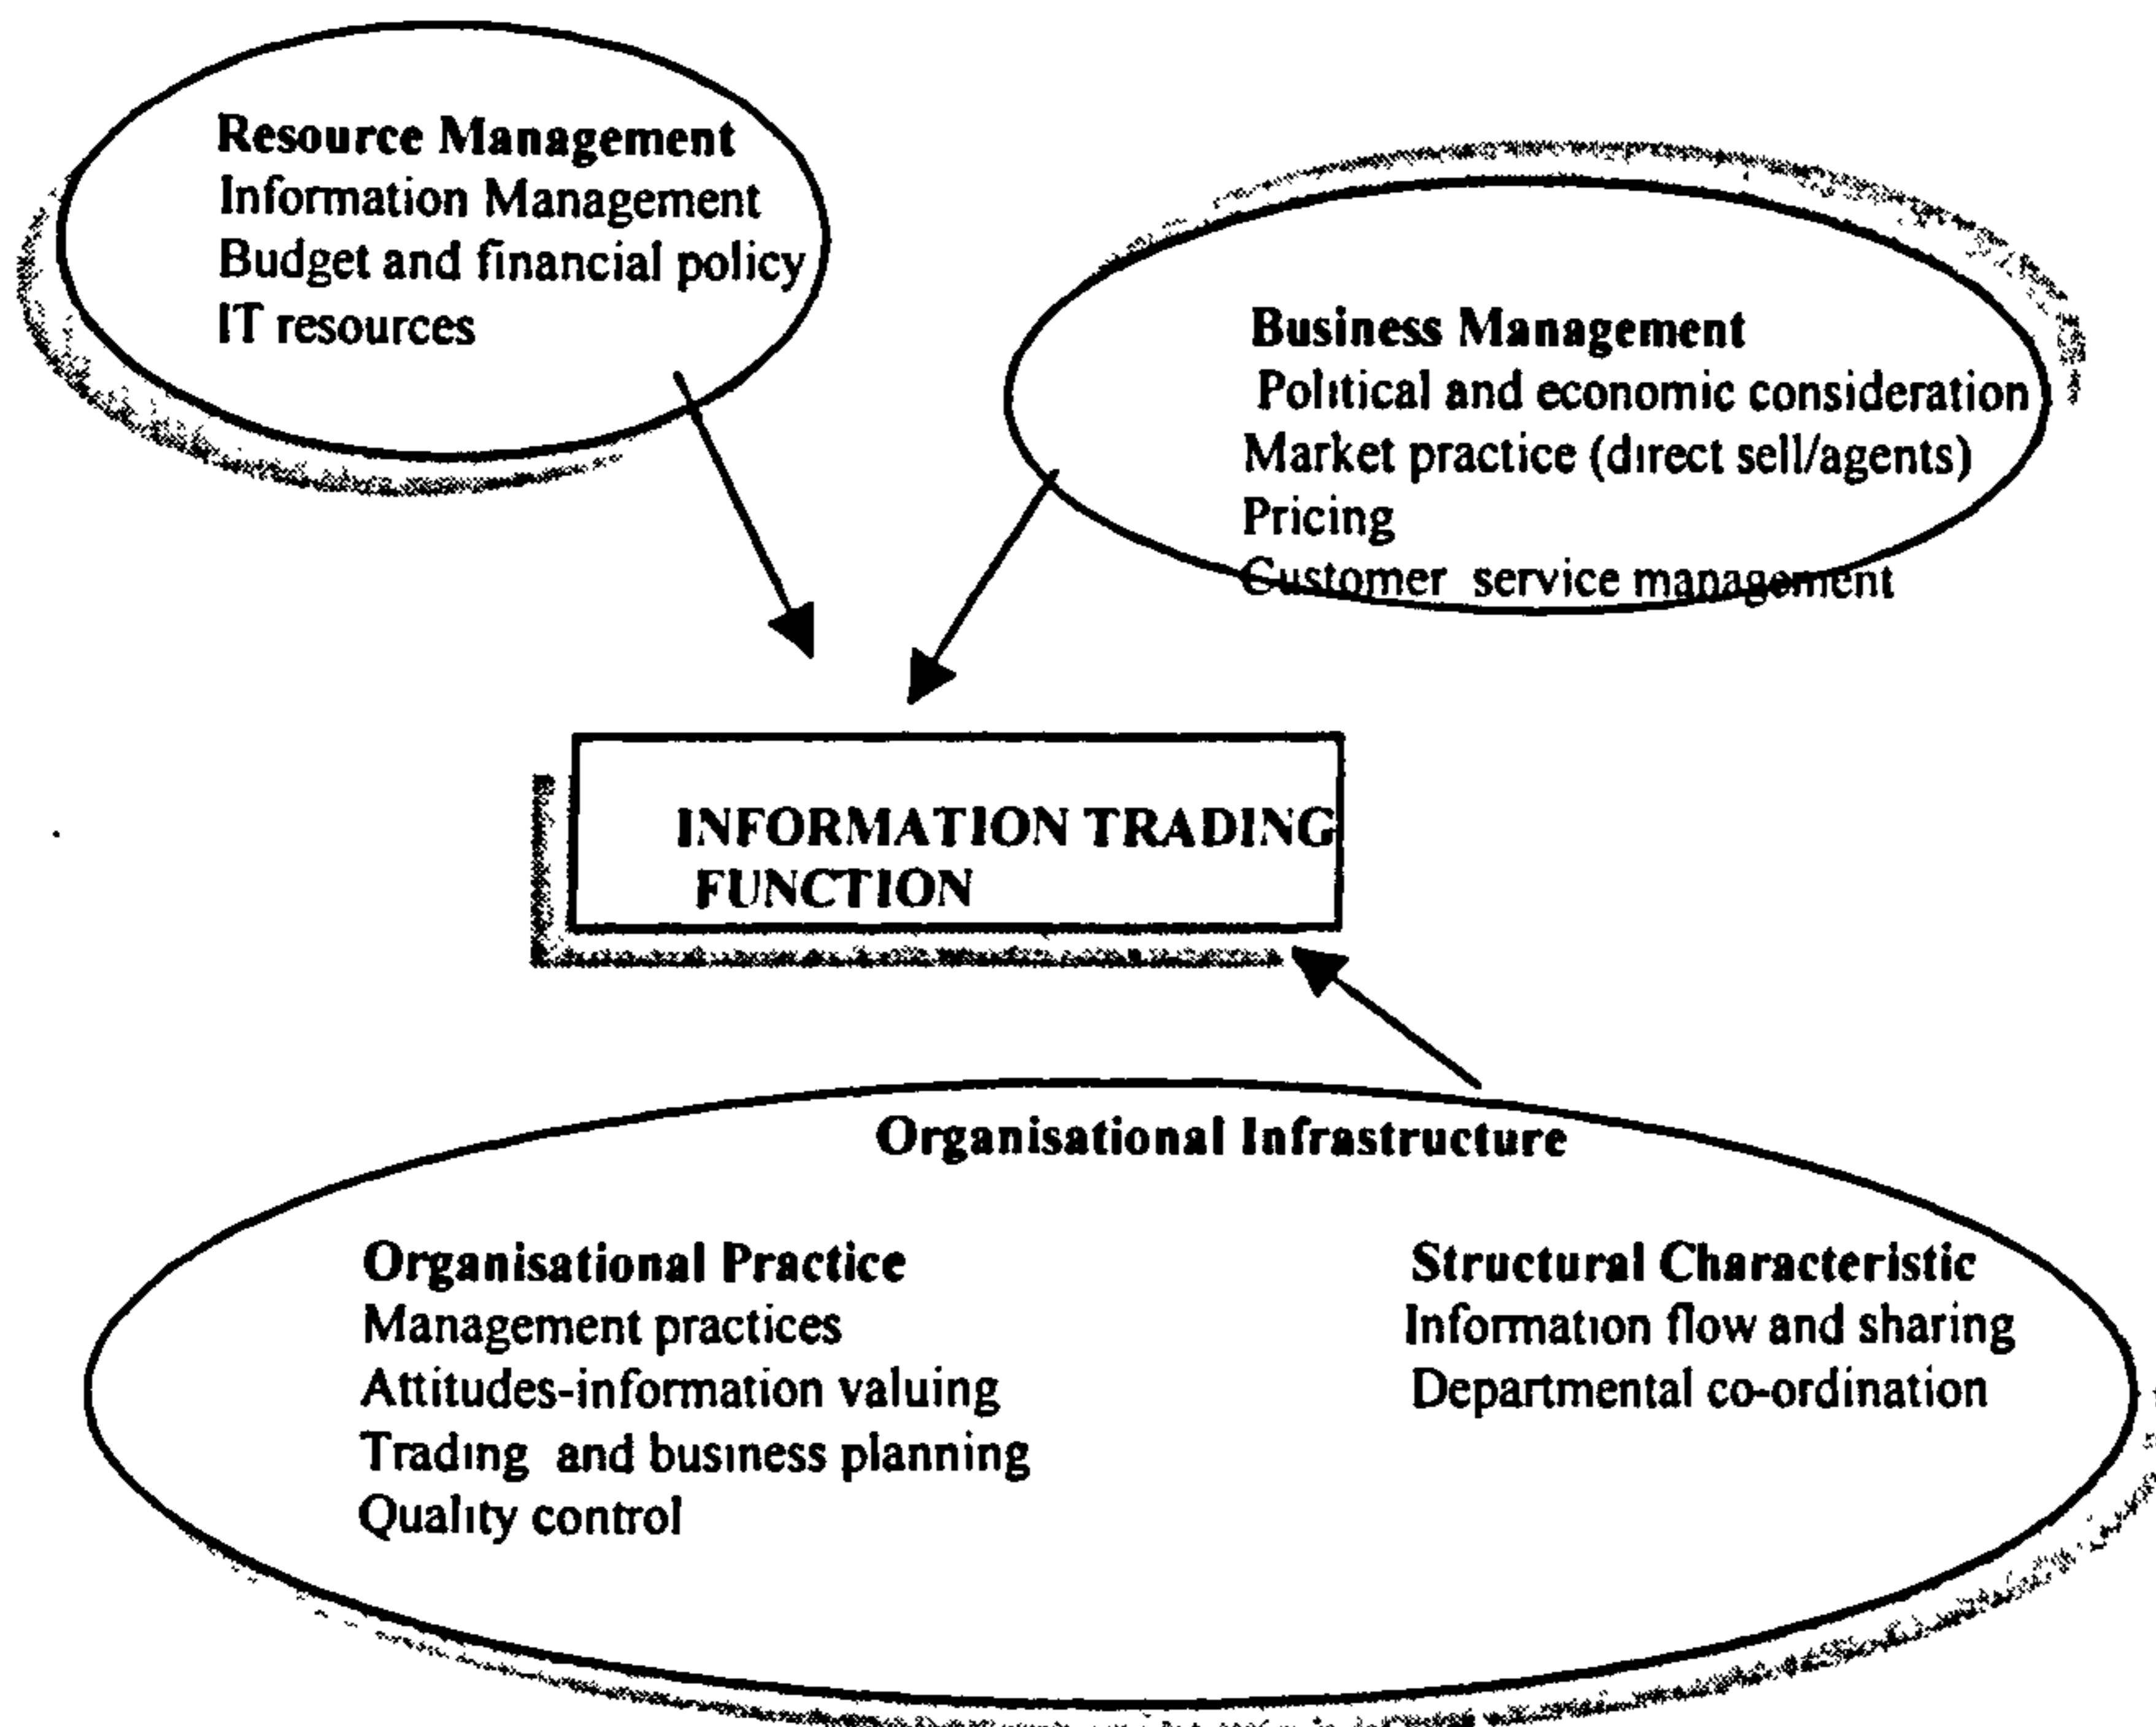 Resource Management
Information Management
Budget and financial policy
IT resources
Business Management
Political and economic consideration
Market practice (direct sell/agents)
Pricing
Customer service management
INFORMATION TRADING
FUNCTION
Organisational Infrastructure
Organisational Practice
Management practices
Attitudes-information valuing
Trading and business planning
Quality control
Structural Characteristic
Information flow and sharing
Departmental co-ordination